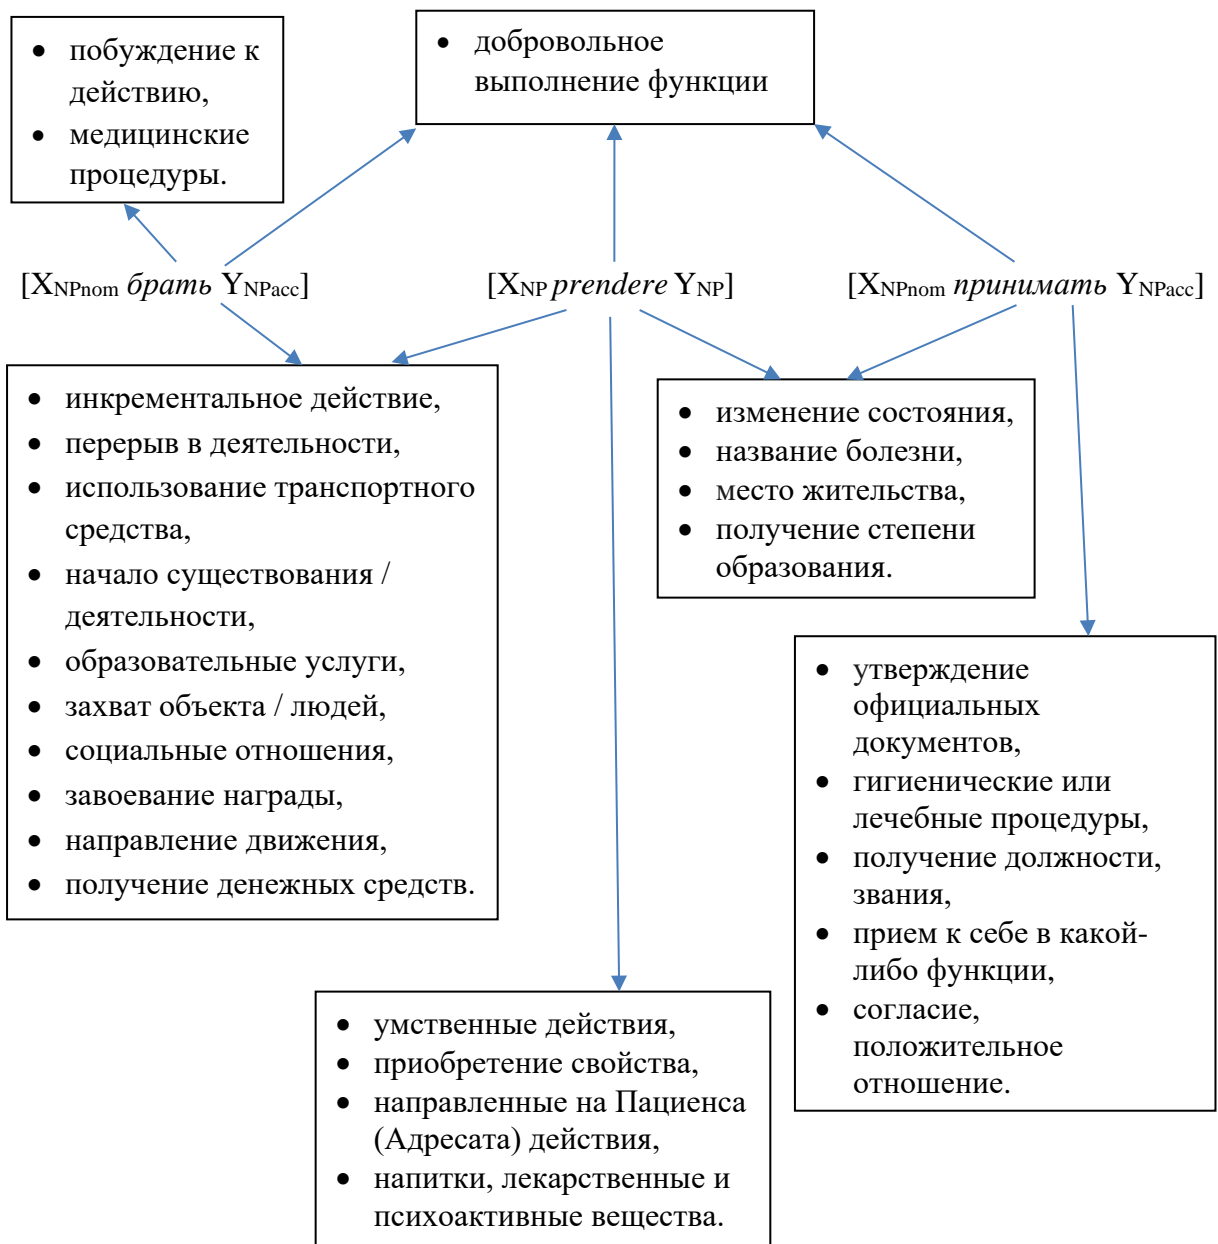 • побуждение к
действию,
• медицинские
процедуры.
• добровольное
выполнение функции
[XNPnom брать YNPacc]
[XNP prendere YNP]
[XNPnom принимать YNPacc]
• инкрементальное действие,
• перерыв в деятельности,
• использование транспортного
средства,
• начало существования /
деятельности,
• образовательные услуги,
• захват объекта / людей,
• социальные отношения,
• завоевание награды,
• направление движения,
• получение денежных средств.
• изменение состояния,
• название болезни,
• место жительства,
• получение степени
образования.
• утверждение
официальных
документов,
• гигиенические или
лечебные процедуры,
• получение должности,
звания,
• прием к себе в какой-
либо функции,
• согласие,
положительное
отношение.
• умственные действия,
• приобретение свойства,
• направленные на Пациенса
(Адресата) действия,
• напитки, лекарственные и
психоактивные вещества.